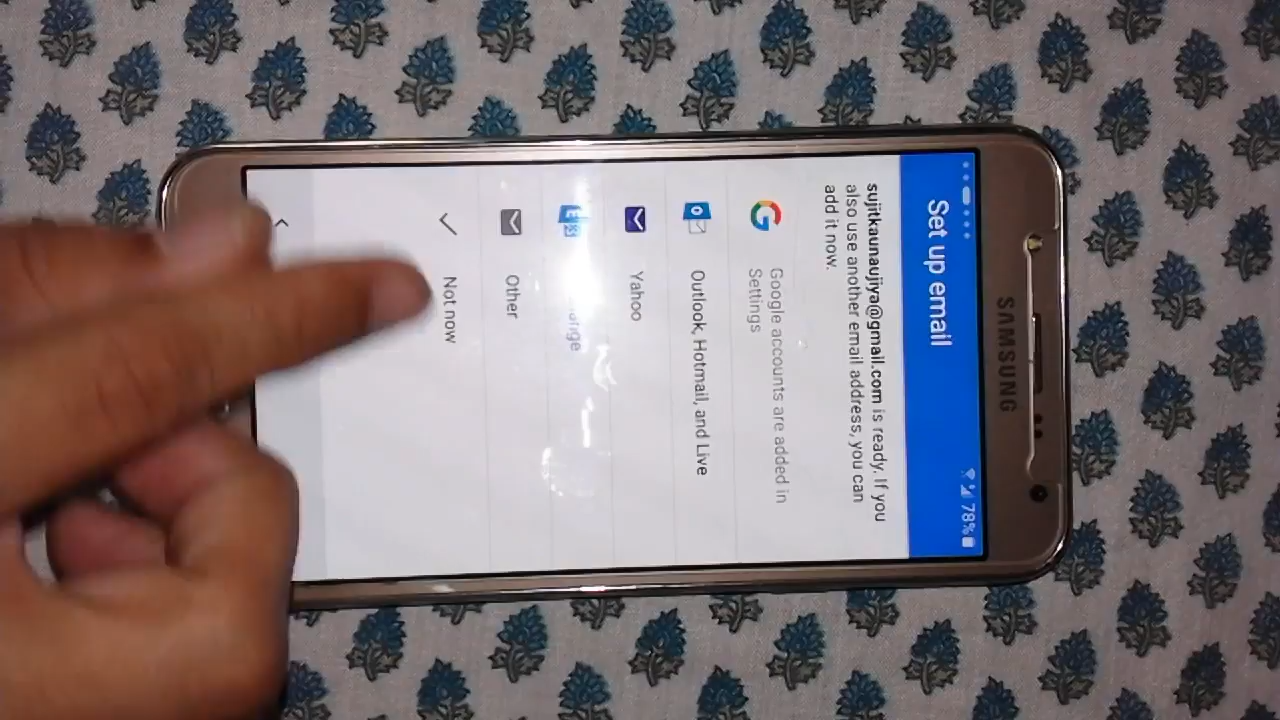 SAMSUNG
78%
Set up email
sujitkaunaujiya@gmail.com is ready. If you
also use another email address, you can
add it now.
Google accounts are added in
Settings
Outlook, Hotmail, and Live
Yahoo
Other
Not now